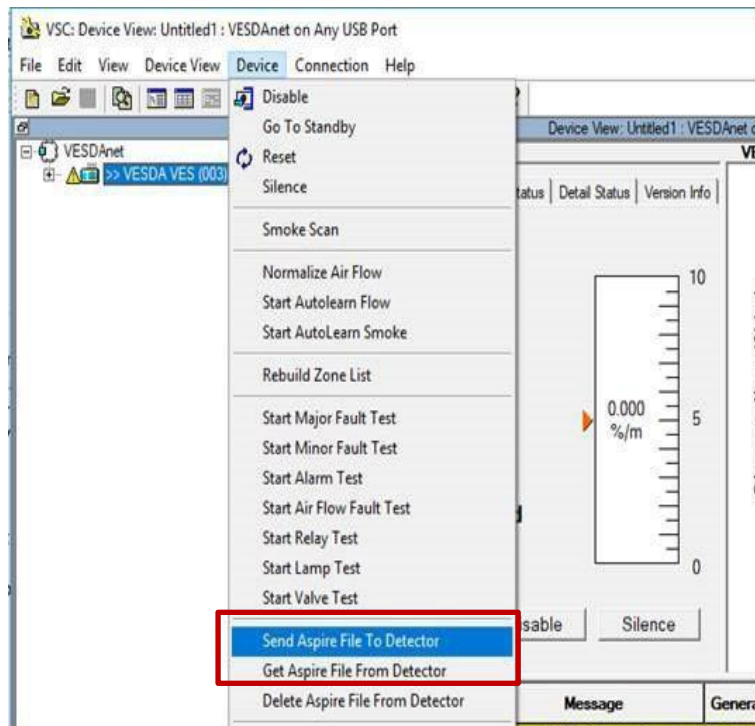 VSC: Device View: Untitled1 : VESDAnet on Any USB Port
File Edit View Device View Device Connection Help
Disable
Go To Standby
Reset
Silence
Smoke Scan
Normalize Air Flow
Start Autolearn Flow
Start AutoLearn Smoke
Rebuild Zone List
Start Major Fault Test
Start Minor Fault Test
Start Alarm Test
Start Air Flow Fault Test
Start Relay Test
Start Lamp Test
Start Valve Test
Send Aspire File To Detector
Get Aspire File From Detector
Delete Aspire File From Detector
VESDAnet
>> VESDA VES (003)
Device View: Untitled1 : VESDAnet o
VE
tatus Detail Status Version Info
10
0.000
%/m
5
0
sable Silence
Message Genera